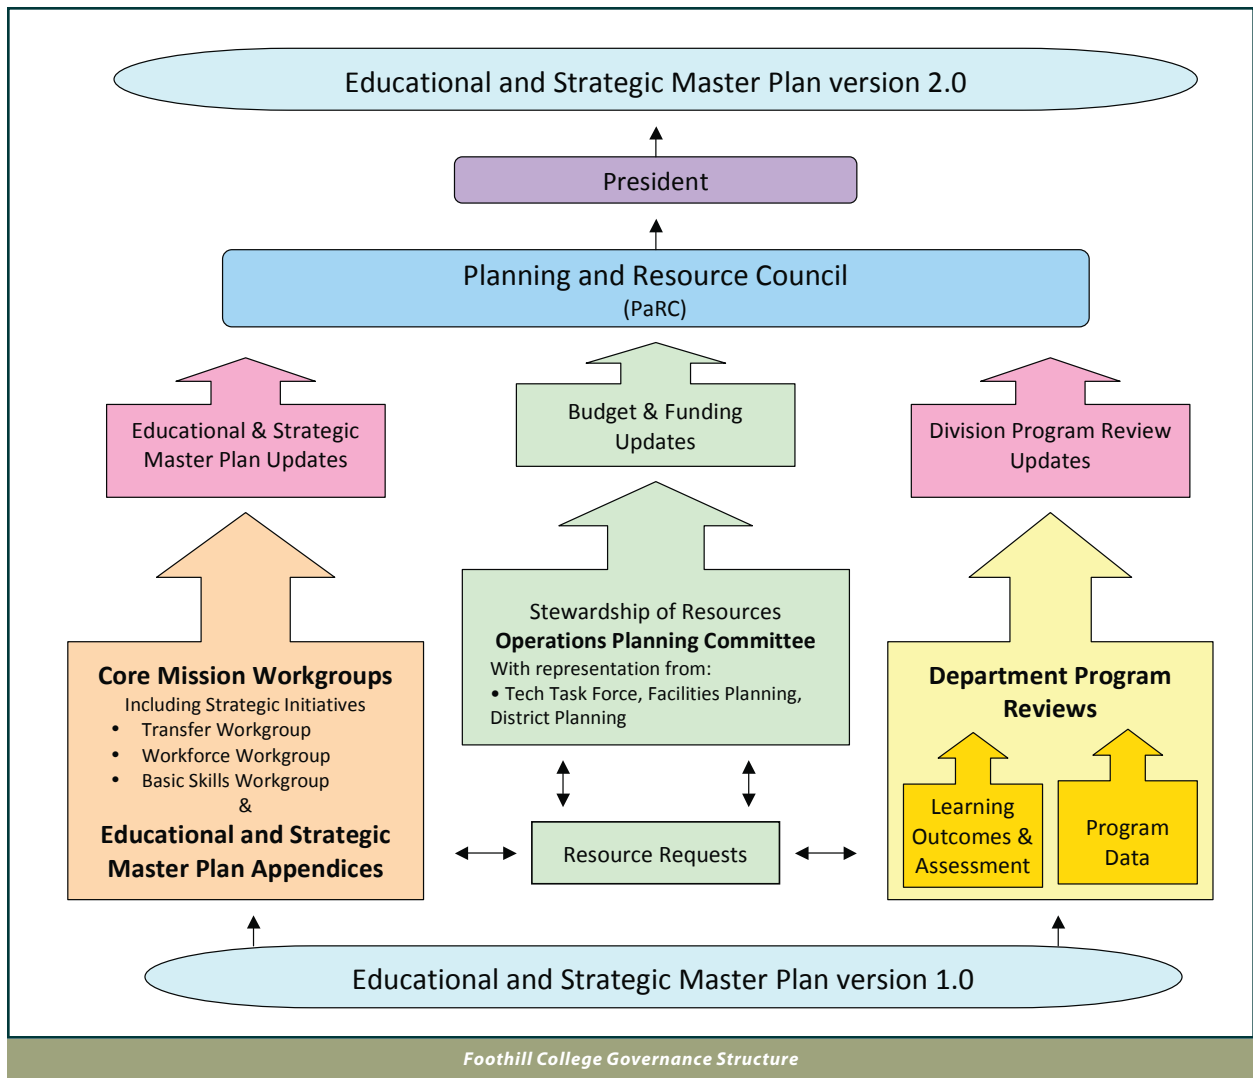 Educational and Strategic Master Plan version 2.0
President
Planning and Resource Council
(PaRC)
Educational & Strategic
Master Plan Updates
Budget & Funding
Updates
Division Program Review
Updates
Core Mission Workgroups
Including Strategic Initiatives
• Transfer Workgroup
• Workforce Workgroup
• Basic Skills Workgroup
&
Educational and Strategic
Master Plan Appendices
Stewardship of Resources
Operations Planning Committee
With representation from:
• Tech Task Force, Facilities Planning,
District Planning
Resource Requests
Department Program
Reviews
Learning
Outcomes &
Assessment
Program
Data
Educational and Strategic Master Plan version 1.0
Foothill College Governance Structure